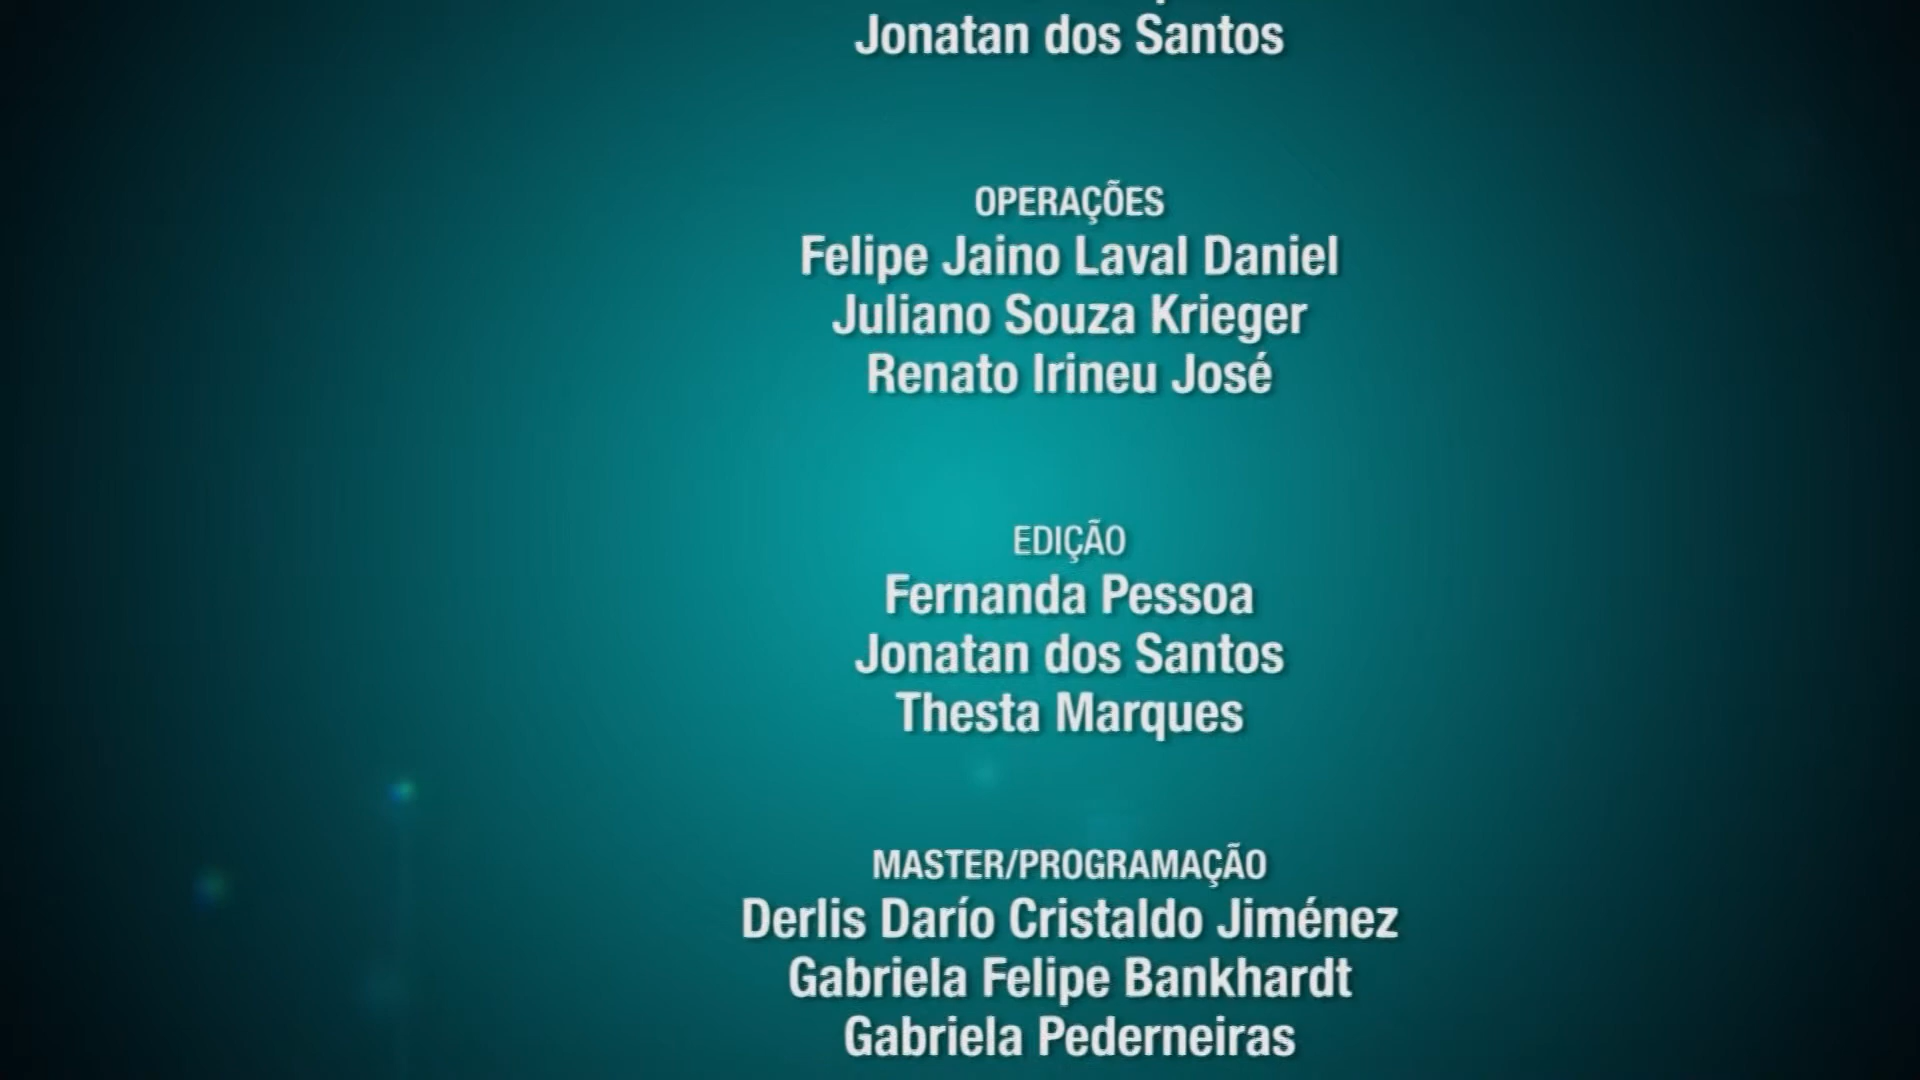 Jonatan dos Santos
OPERAÇÕES
Felipe Jaino Laval Daniel
Juliano Souza Krieger
Renato Irineu José
EDIÇÃO
Fernanda Pessoa
Jonatan dos Santos
Thesta Marques
MASTER/PROGRAMAÇÃO
Derlis Darío Cristaldo Jiménez
Gabriela Felipe Bankhardt
Gabriela Pederneiras